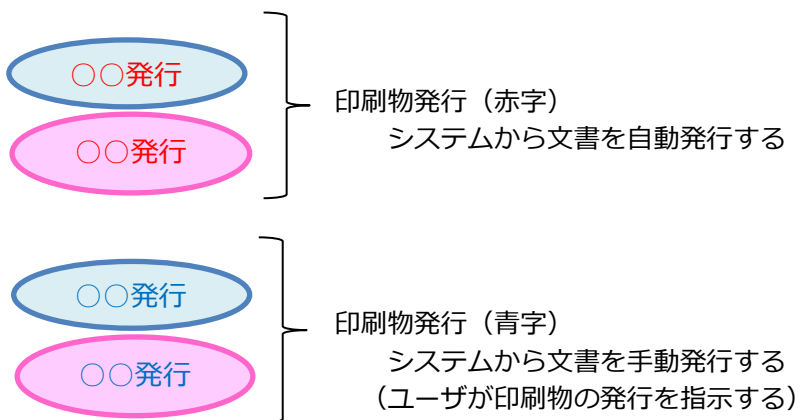 ○○発行
○○発行
印刷物発行（赤字）
システムから文書を自動発行する
○○発行
○○発行
印刷物発行（青字）
システムから文書を手動発行する
（ユーザが印刷物の発行を指示する）